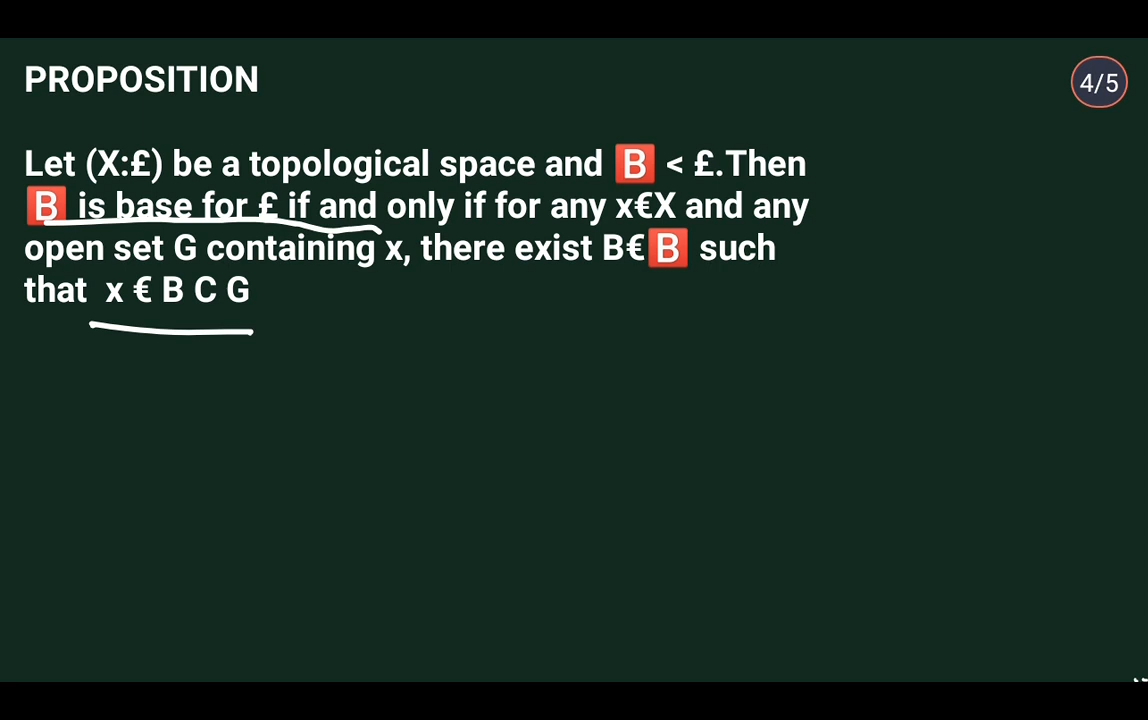 PROPOSITION
4/5
Let (X:£) be a topological space and B < £.Then
B is base for £ if and only if for any x€X and any
open set G containing x, there exist B€B such
that x € B C G